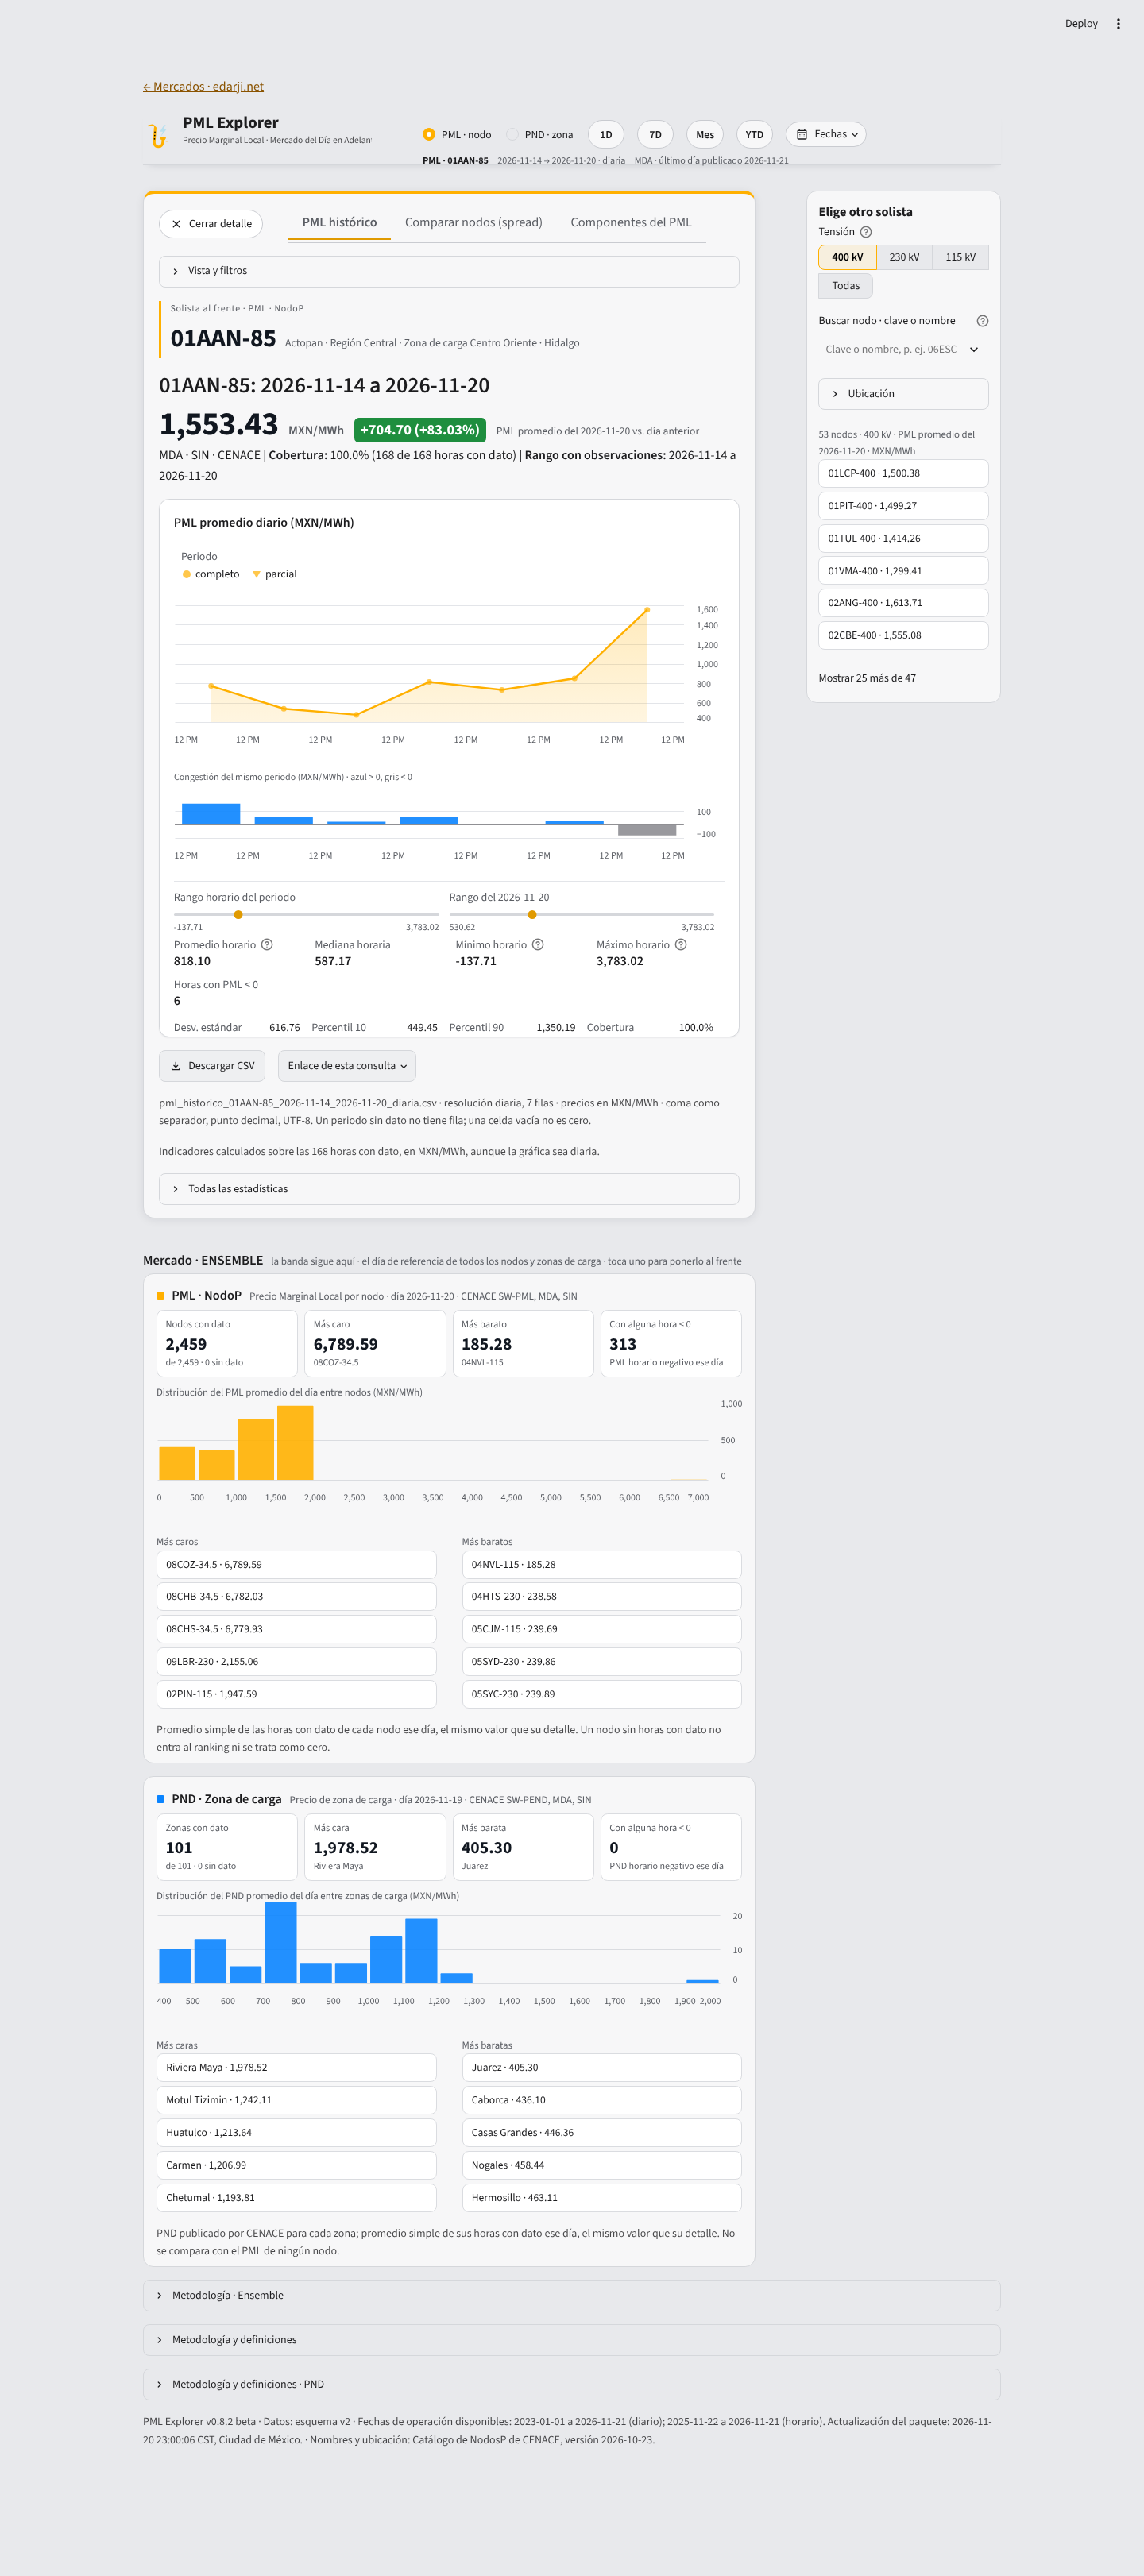 Deploy
← Mercados · edarji.net
PML Explorer
Precio Marginal Local · Mercado del Día en Adelan
PML · nodo
PND · zona
1D
7D
Mes
YTD
Fechas
PML · 01AAN-85 2026-11-14 → 2026-11-20 · diaria MDA · último día publicado 2026-11-21
Cerrar detalle
PML histórico
Comparar nodos (spread)
Componentes del PML
Vista y filtros
Solista al frente · PML · NodoP
01AAN-85 Actopan · Región Central · Zona de carga Centro Oriente · Hidalgo
01AAN-85: 2026-11-14 a 2026-11-20
1,553.43 MXN/MWh +704.70 (+83.03%) PML promedio del 2026-11-20 vs. día anterior
MDA · SIN · CENACE | Cobertura: 100.0% (168 de 168 horas con dato) | Rango con observaciones: 2026-11-14 a
2026-11-20
PML promedio diario (MXN/MWh)
Periodo
completo parcial
1,600
1,400
1,200
1,000
800
600
400
12 PM 12 PM 12 PM 12 PM 12 PM 12 PM 12 PM 12 PM
Congestión del mismo periodo (MXN/MWh) · azul > 0, gris < 0
100
−100
12 PM 12 PM 12 PM 12 PM 12 PM 12 PM 12 PM 12 PM
Rango horario del periodo
-137.71 3,783.02
Rango del 2026-11-20
530.62 3,783.02
Promedio horario
818.10
Mediana horaria
587.17
Mínimo horario
-137.71
Máximo horario
3,783.02
Horas con PML < 0
6
Desv. estándar 616.76
Percentil 10 449.45
Percentil 90 1,350.19
Cobertura 100.0%
Descargar CSV
Enlace de esta consulta
pml_historico_01AAN-85_2026-11-14_2026-11-20_diaria.csv · resolución diaria, 7 filas · precios en MXN/MWh · coma como
separador, punto decimal, UTF-8. Un periodo sin dato no tiene fila; una celda vacía no es cero.
Indicadores calculados sobre las 168 horas con dato, en MXN/MWh, aunque la gráfica sea diaria.
Todas las estadísticas
Elige otro solista
Tensión
400 kV
230 kV
115 kV
Todas
Buscar nodo · clave o nombre
Clave o nombre, p. ej. 06ESC
Ubicación
53 nodos · 400 kV · PML promedio del
2026-11-20 · MXN/MWh
01LCP-400 · 1,500.38
01PIT-400 · 1,499.27
01TUL-400 · 1,414.26
01VMA-400 · 1,299.41
02ANG-400 · 1,613.71
02CBE-400 · 1,555.08
Mostrar 25 más de 47
Mercado · ENSEMBLE la banda sigue aquí · el día de referencia de todos los nodos y zonas de carga · toca uno para ponerlo al frente
PML · NodoP Precio Marginal Local por nodo · día 2026-11-20 · CENACE SW-PML, MDA, SIN
Nodos con dato
2,459
de 2,459 · 0 sin dato
Más caro
6,789.59
08COZ-34.5
Más barato
185.28
04NVL-115
Con alguna hora < 0
313
PML horario negativo ese día
Distribución del PML promedio del día entre nodos (MXN/MWh)
1,000
500
0
0 500 1,000 1,500 2,000 2,500 3,000 3,500 4,000 4,500 5,000 5,500 6,000 6,500 7,000
Más caros
08COZ-34.5 · 6,789.59
08CHB-34.5 · 6,782.03
08CHS-34.5 · 6,779.93
09LBR-230 · 2,155.06
02PIN-115 · 1,947.59
Más baratos
04NVL-115 · 185.28
04HTS-230 · 238.58
05CJM-115 · 239.69
05SYD-230 · 239.86
05SYC-230 · 239.89
Promedio simple de las horas con dato de cada nodo ese día, el mismo valor que su detalle. Un nodo sin horas con dato no
entra al ranking ni se trata como cero.
PND · Zona de carga Precio de zona de carga · día 2026-11-19 · CENACE SW-PEND, MDA, SIN
Zonas con dato
101
de 101 · 0 sin dato
Más cara
1,978.52
Riviera Maya
Más barata
405.30
Juarez
Con alguna hora < 0
0
PND horario negativo ese día
Distribución del PND promedio del día entre zonas de carga (MXN/MWh)
20
10
0
400 500 600 700 800 900 1,000 1,100 1,200 1,300 1,400 1,500 1,600 1,700 1,800 1,900 2,000
Más caras
Riviera Maya · 1,978.52
Motul Tizimin · 1,242.11
Huatulco · 1,213.64
Carmen · 1,206.99
Chetumal · 1,193.81
Más baratas
Juarez · 405.30
Caborca · 436.10
Casas Grandes · 446.36
Nogales · 458.44
Hermosillo · 463.11
PND publicado por CENACE para cada zona; promedio simple de sus horas con dato ese día, el mismo valor que su detalle. No
se compara con el PML de ningún nodo.
Metodología · Ensemble
Metodología y definiciones
Metodología y definiciones · PND
PML Explorer v0.8.2 beta · Datos: esquema v2 · Fechas de operación disponibles: 2023-01-01 a 2026-11-21 (diario); 2025-11-22 a 2026-11-21 (horario). Actualización del paquete: 2026-11-
20 23:00:06 CST, Ciudad de México. · Nombres y ubicación: Catálogo de NodosP de CENACE, versión 2026-10-23.